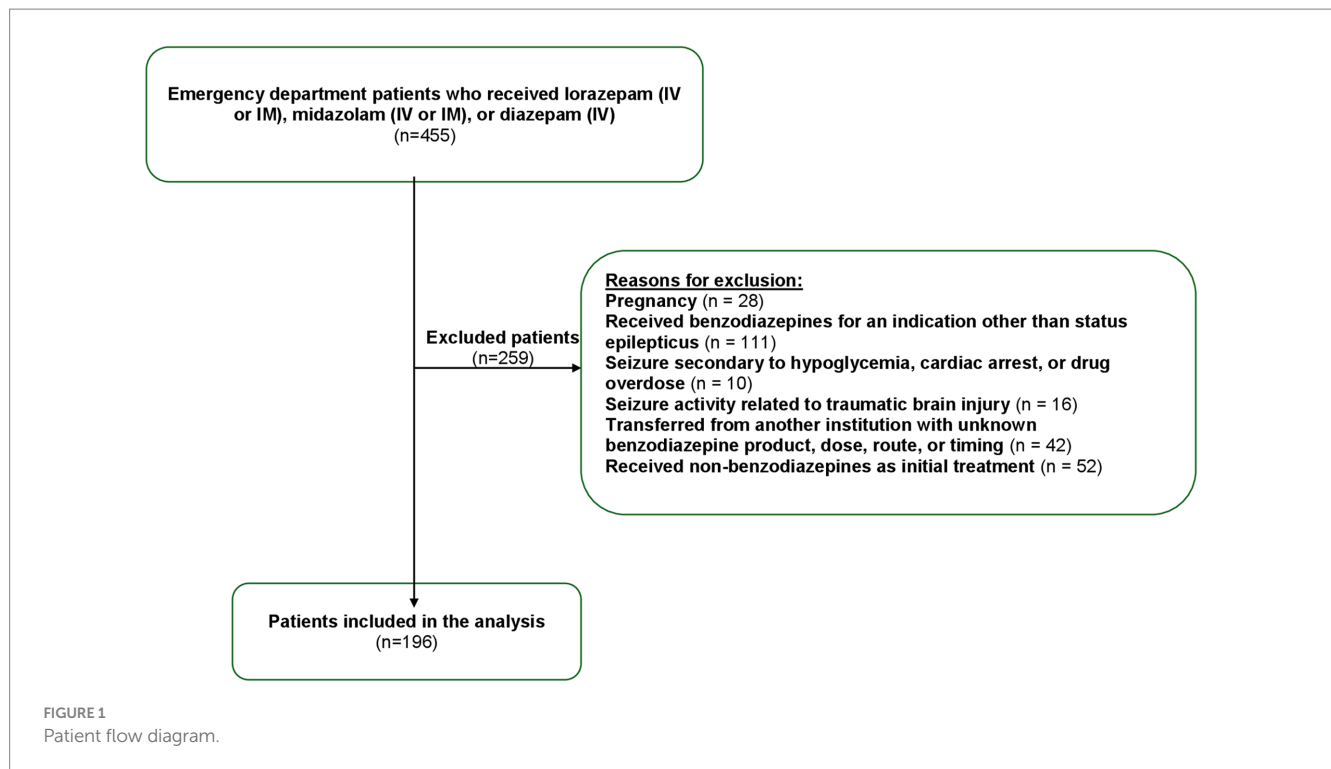 Emergency department patients who received lorazepam (IV
or IM), midazolam (IV or IM), or diazepam (IV)
(n=455)
Excluded patients
(n=259)
Reasons for exclusion:
Pregnancy (n = 28)
Received benzodiazepines for an indication other than status
epilepticus (n = 111)
Seizure secondary to hypoglycemia, cardiac arrest, or drug
overdose (n = 10)
Seizure activity related to traumatic brain injury (n = 16)
Transferred from another institution with unknown
benzodiazepine product, dose, route, or timing (n = 42)
Received non-benzodiazepines as initial treatment (n = 52)
Patients included in the analysis
(n=196)
FIGURE 1
Patient flow diagram.